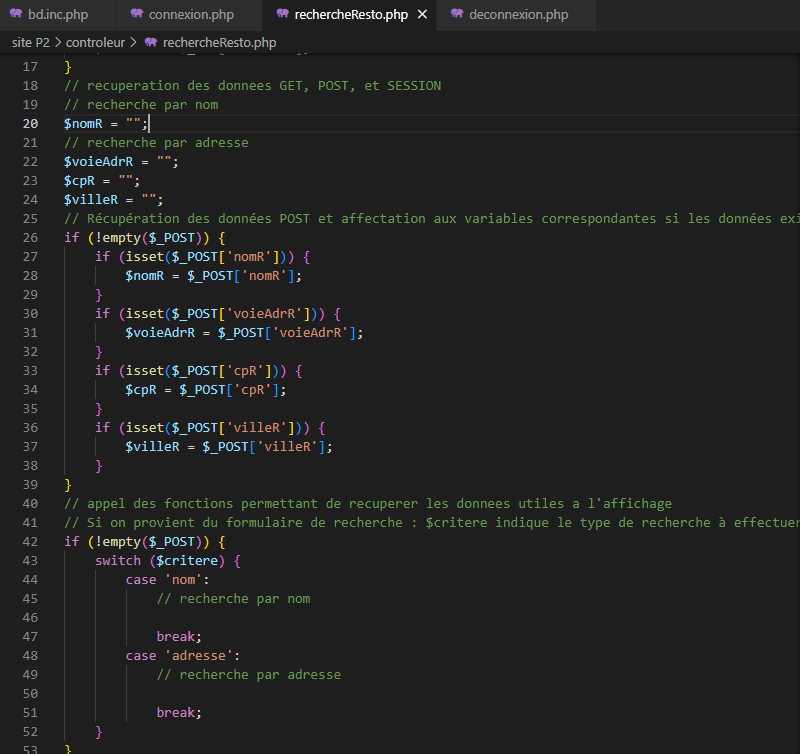 bd.inc.php connexion.php rechercheResto.php deconnexion.php
site P2 > controleur > rechercheResto.php
17 }
18 // recuperation des donnees GET, POST, et SESSION
19 // recherche par nom
20 $nomR = "";
21 // recherche par adresse
22 $voieAdrR = "";
23 $cpR = "";
24 $villeR = "";
25 // Récupération des données POST et affectation aux variables correspondantes si les données exi
26 if (!empty($_POST)) {
27 if (isset($_POST['nomR'])) {
28 $nomR = $_POST['nomR'];
29 }
30 if (isset($_POST['voieAdrR'])) {
31 $voieAdrR = $_POST['voieAdrR'];
32 }
33 if (isset($_POST['cpR'])) {
34 $cpR = $_POST['cpR'];
35 }
36 if (isset($_POST['villeR'])) {
37 $villeR = $_POST['villeR'];
38 }
39 }
40 // appel des fonctions permettant de recuperer les donnees utiles a l'affichage
41 // Si on provient du formulaire de recherche : $critere indique le type de recherche à effectuer
42 if (!empty($_POST)) {
43 switch ($critere) {
44 case 'nom':
45 // recherche par nom
46
47 break;
48 case 'adresse':
49 // recherche par adresse
50
51 break;
52 }
53 }